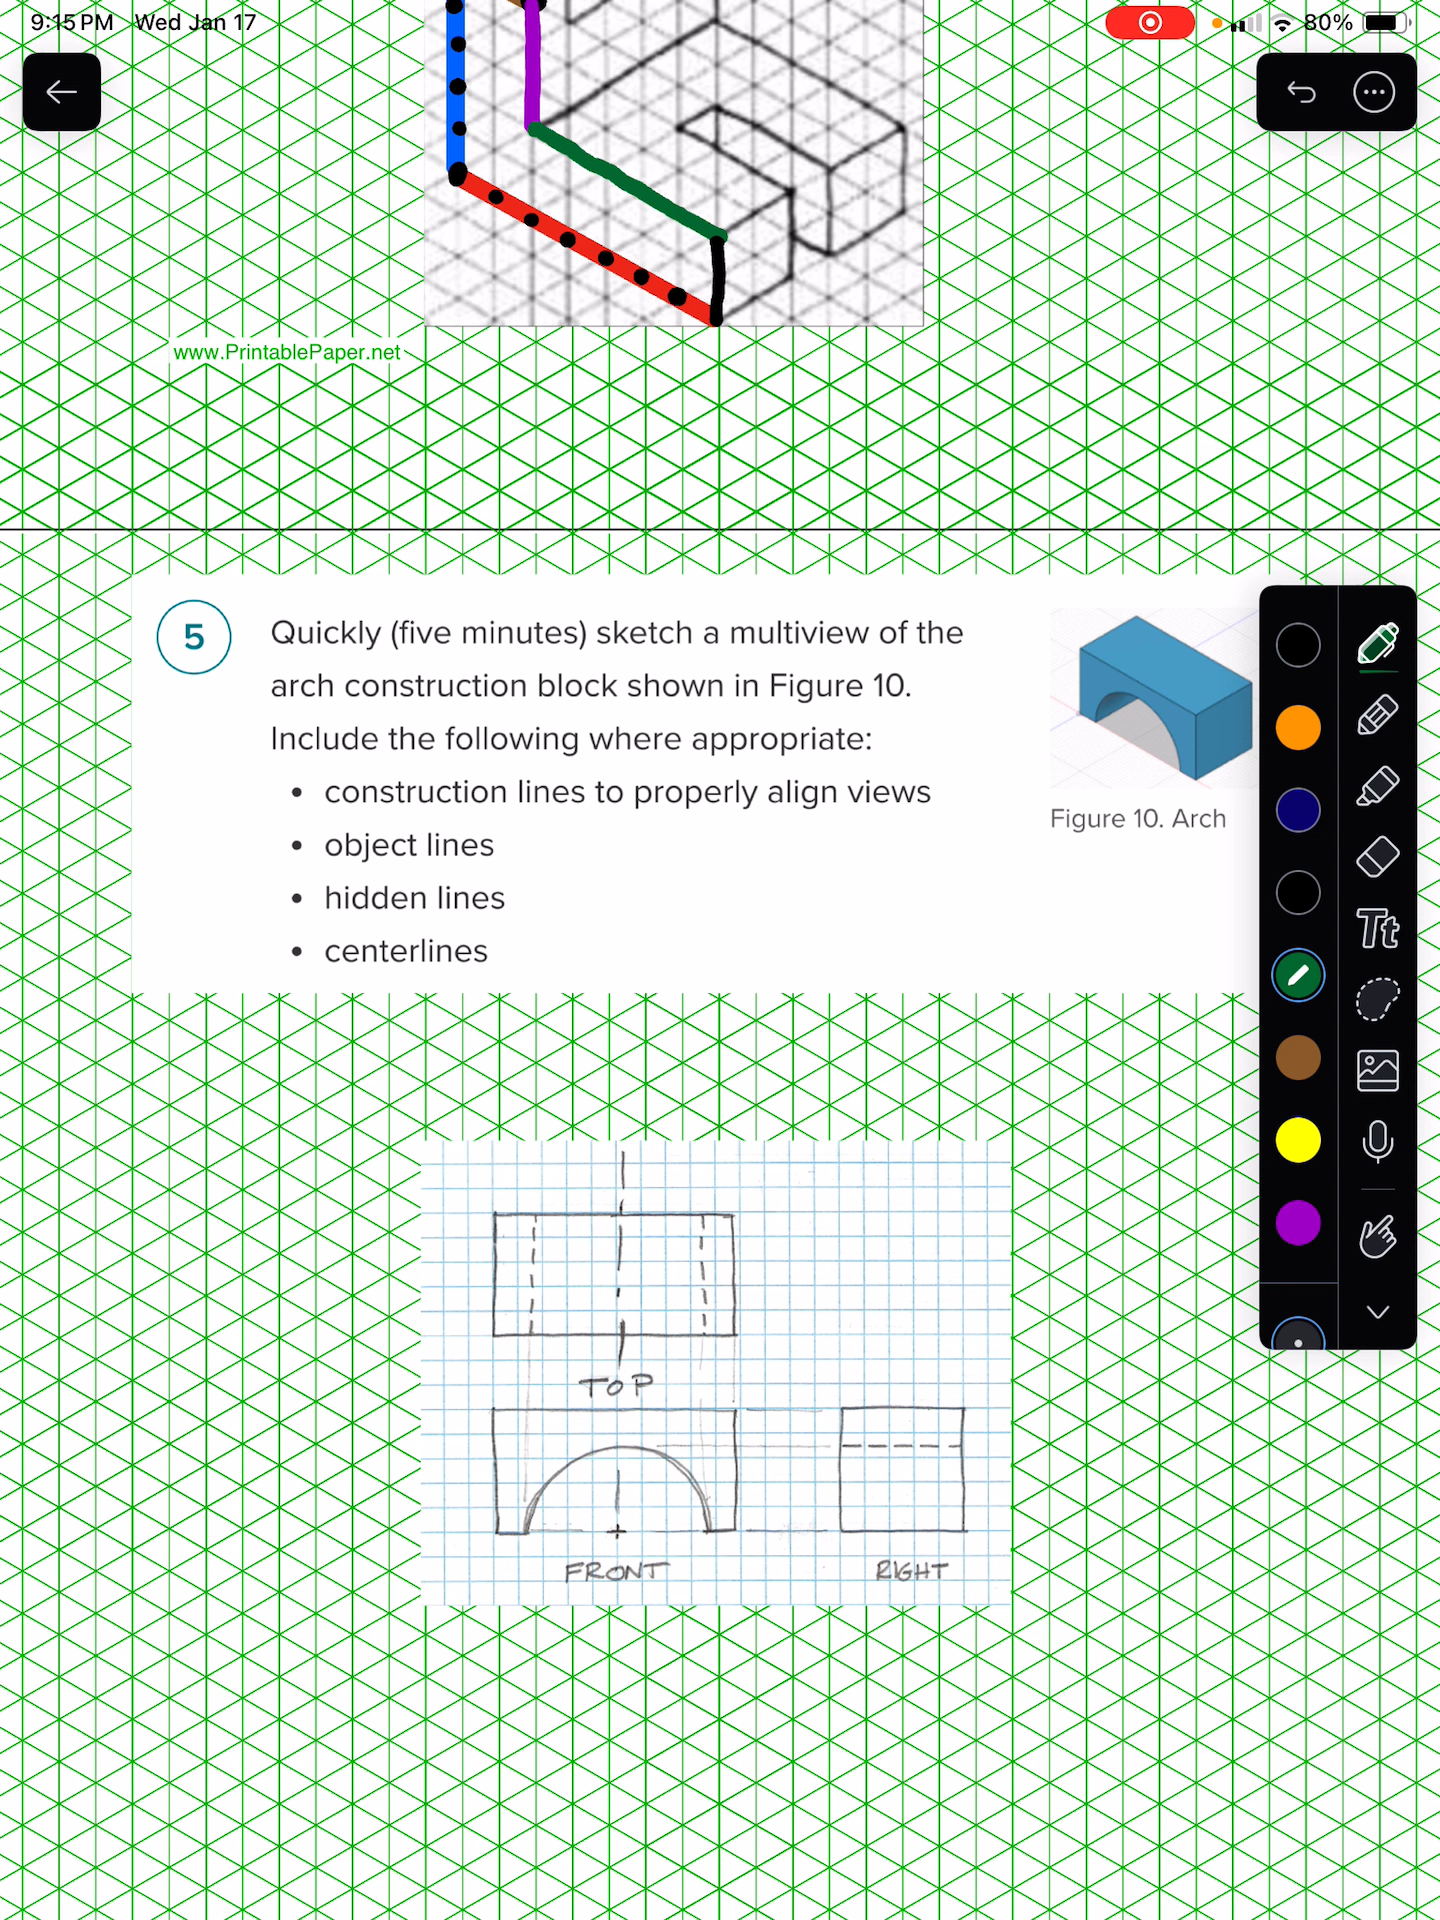 9:15 PM Wed Jan 17
80%
www.PrintablePaper.net
5
Quickly (five minutes) sketch a multiview of the
arch construction block shown in Figure 10.
Include the following where appropriate:
• construction lines to properly align views
• object lines
• hidden lines
• centerlines
Figure 10. Arch
Tt
TOP
FRONT
RIGHT